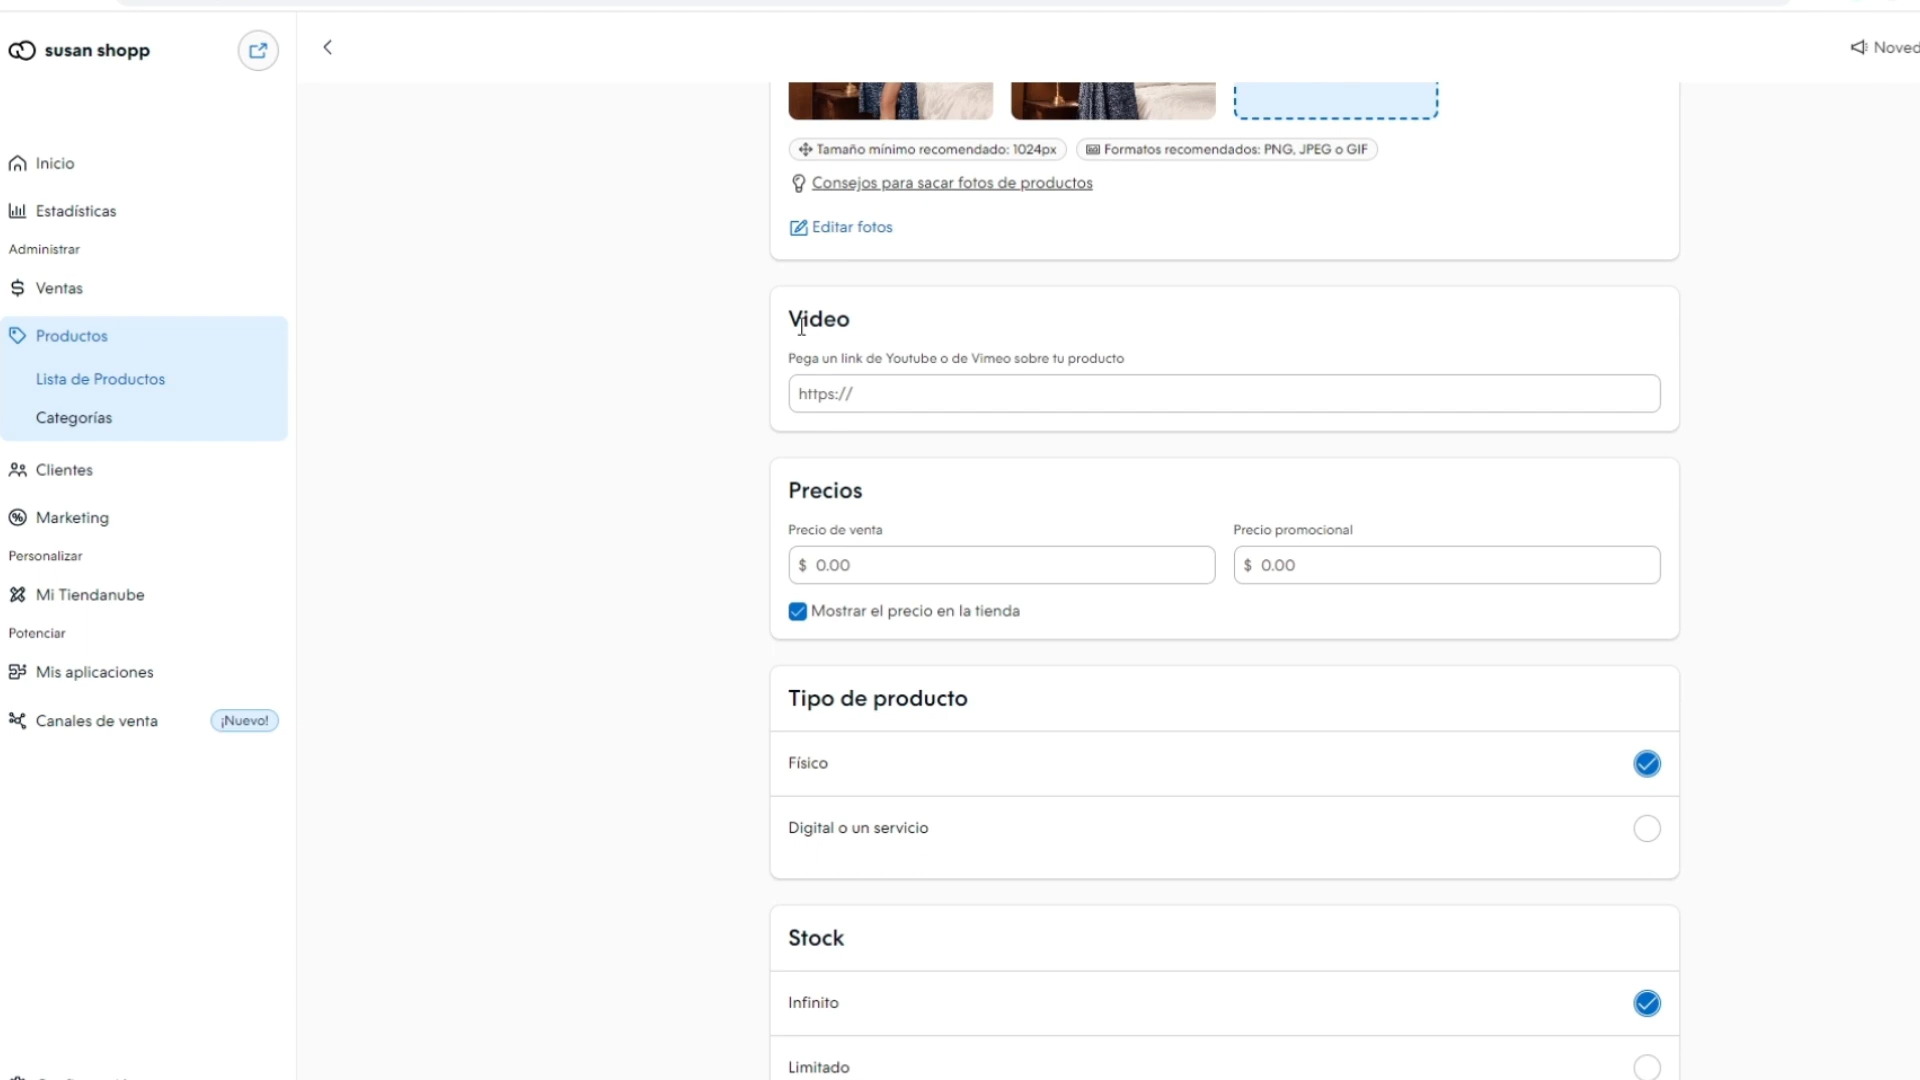 susan shopp
Noved
Inicio
Estadísticas
Administrar
Ventas
Productos
Lista de Productos
Categorías
Clientes
Marketing
Personalizar
Mi Tiendanube
Potenciar
Mis aplicaciones
Canales de venta ¡Nuevo!
Tamaño mínimo recomendado: 1024px Formatos recomendados: PNG, JPEG o GIF
Consejos para sacar fotos de productos
Editar fotos
Video
Pega un link de Youtube o de Vimeo sobre tu producto
https://
Precios
Precio de venta Precio promocional
$ 0.00 $ 0.00
Mostrar el precio en la tienda
Tipo de producto
Físico
Digital o un servicio
Stock
Infinito
Limitado